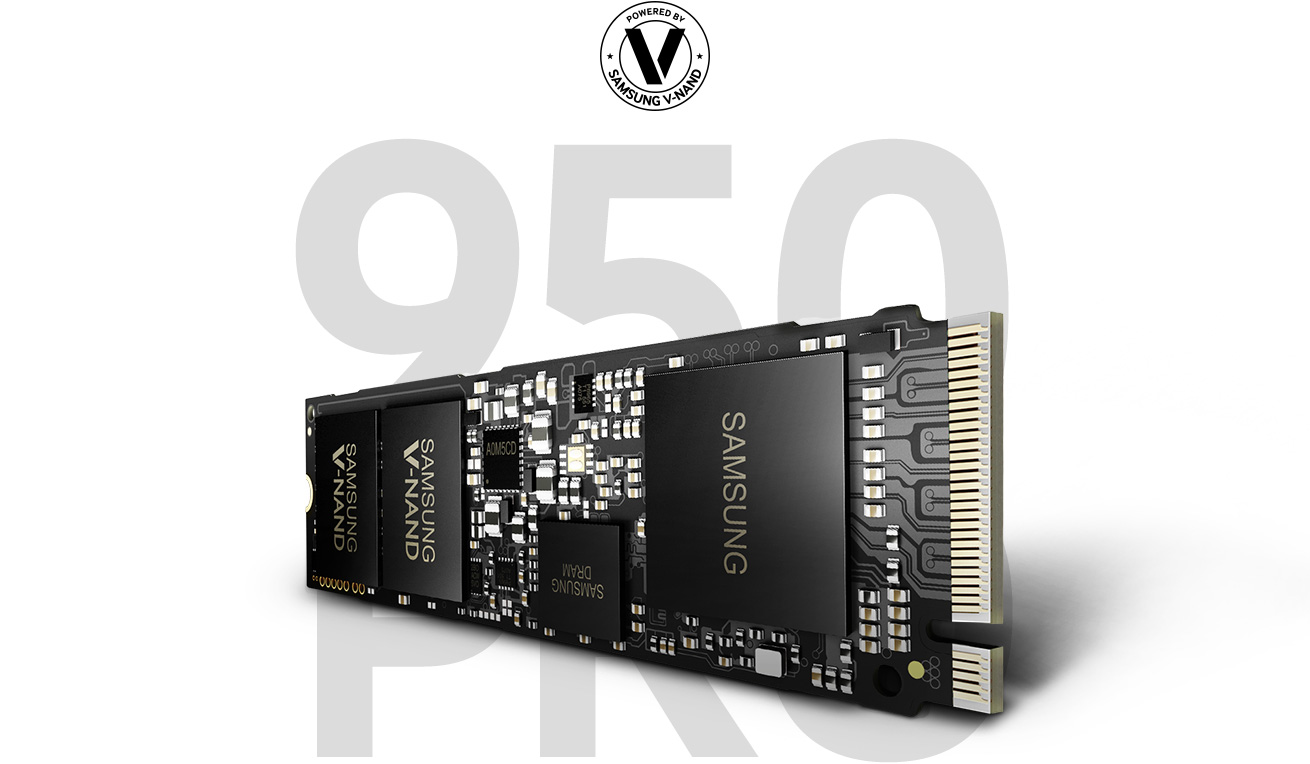 POWERED BY
V
SAMSUNG V-NAND
950
PRO
SAMSUNG
V-NAND
SAMSUNG
V-NAND
A0M5CD
SAMSUNG
DRAM
SAMSUNG